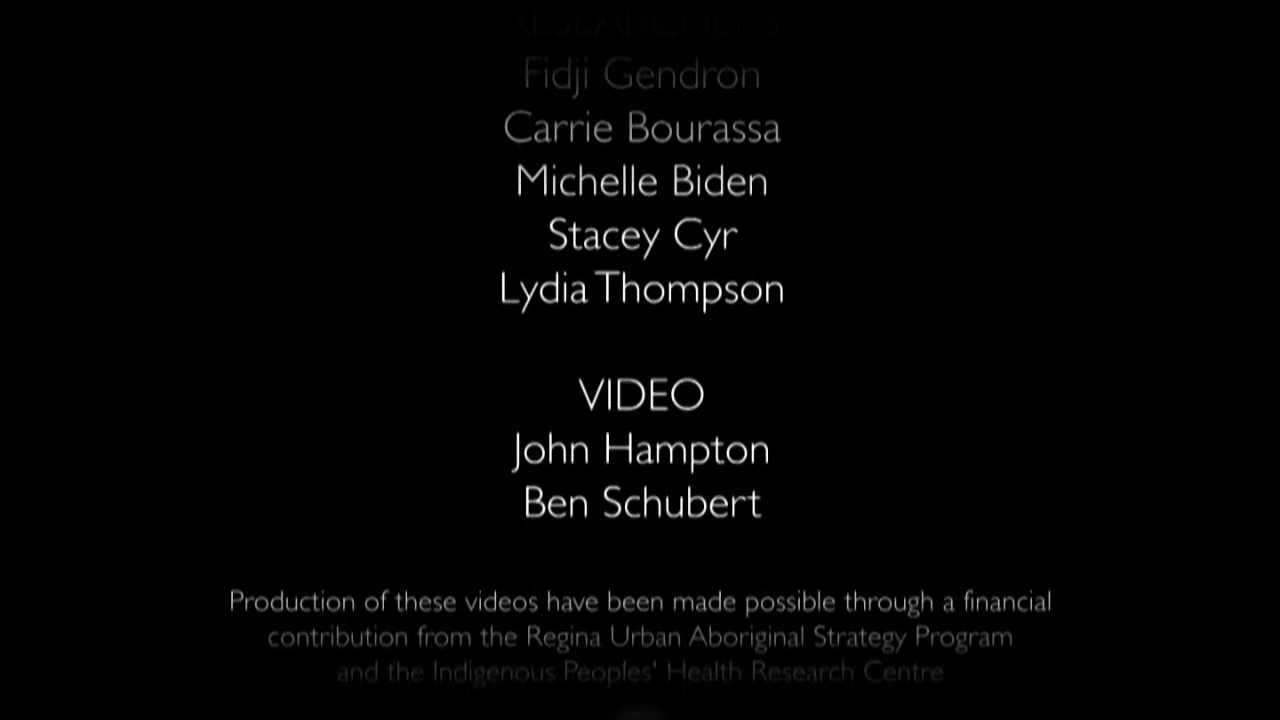 RESEARCHERS
Fidji Gendron
Carrie Bourassa
Michelle Biden
Stacey Cyr
Lydia Thompson
VIDEO
John Hampton
Ben Schubert
Production of these videos have been made possible through a financial
contribution from the Regina Urban Aboriginal Strategy Program
and the Indigenous Peoples' Health Research Centre